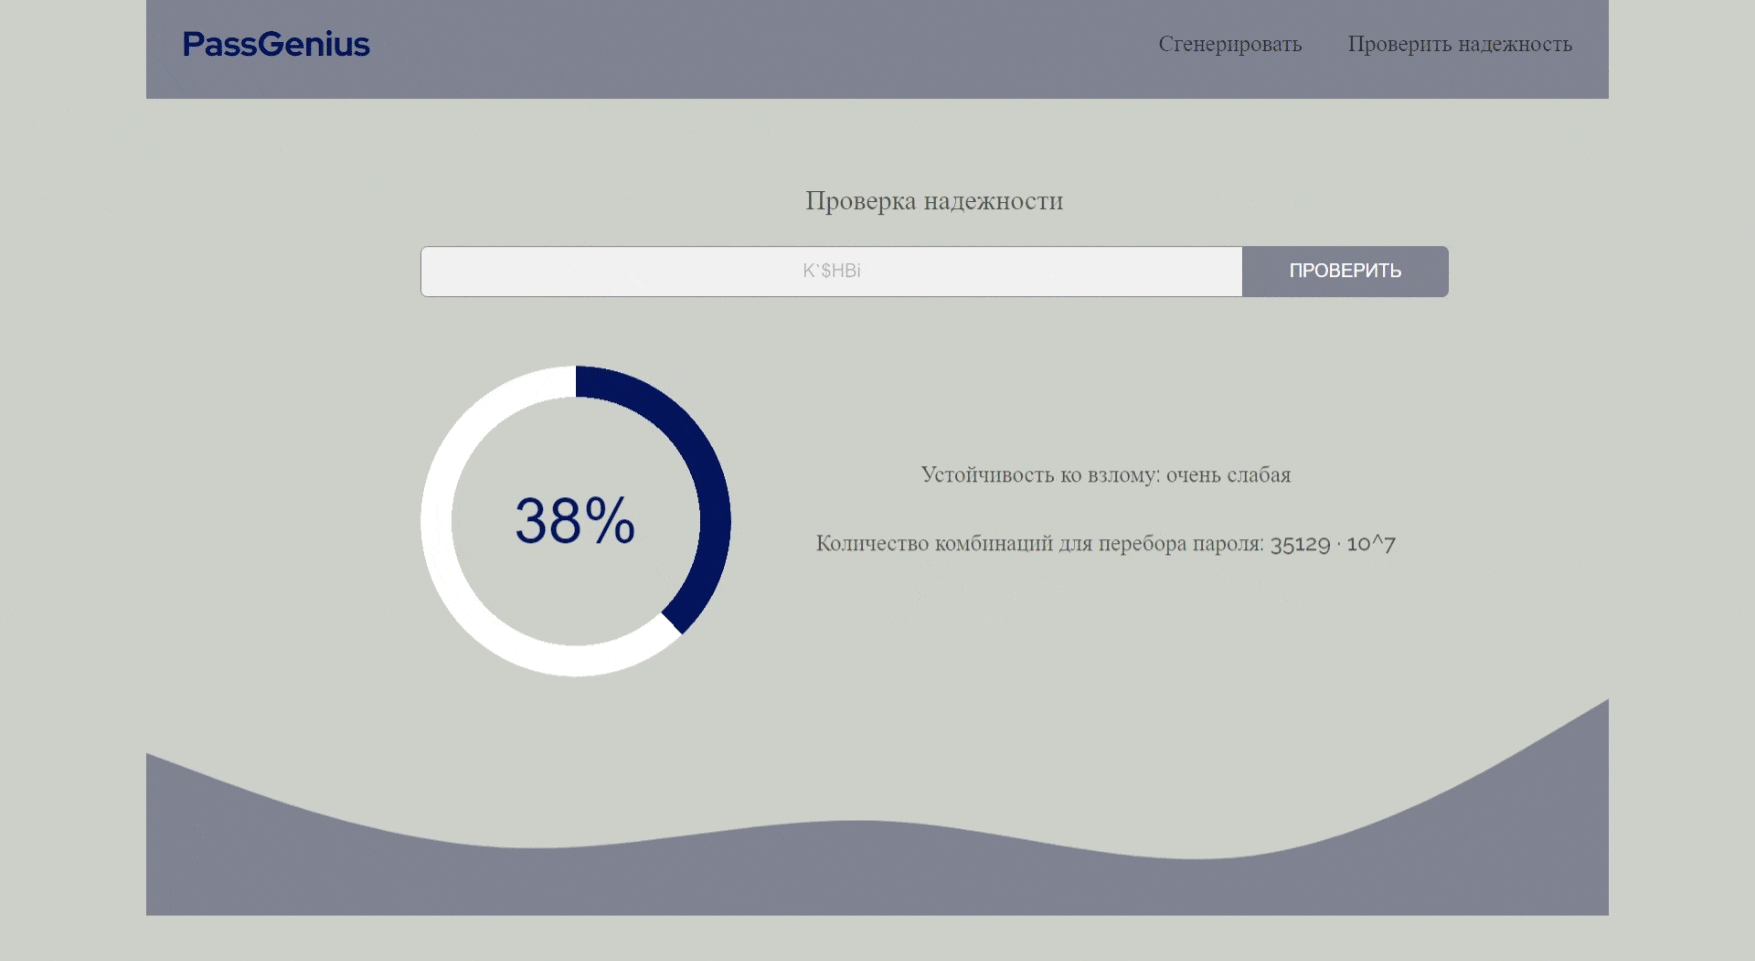 PassGenius
Сгенерировать
Проверить надежность
Проверка надежности
K`$HBi
ПРОВЕРИТЬ
38%
Устойчивость ко взлому: очень слабая
Количество комбинаций для перебора пароля: 35129 · 10^7